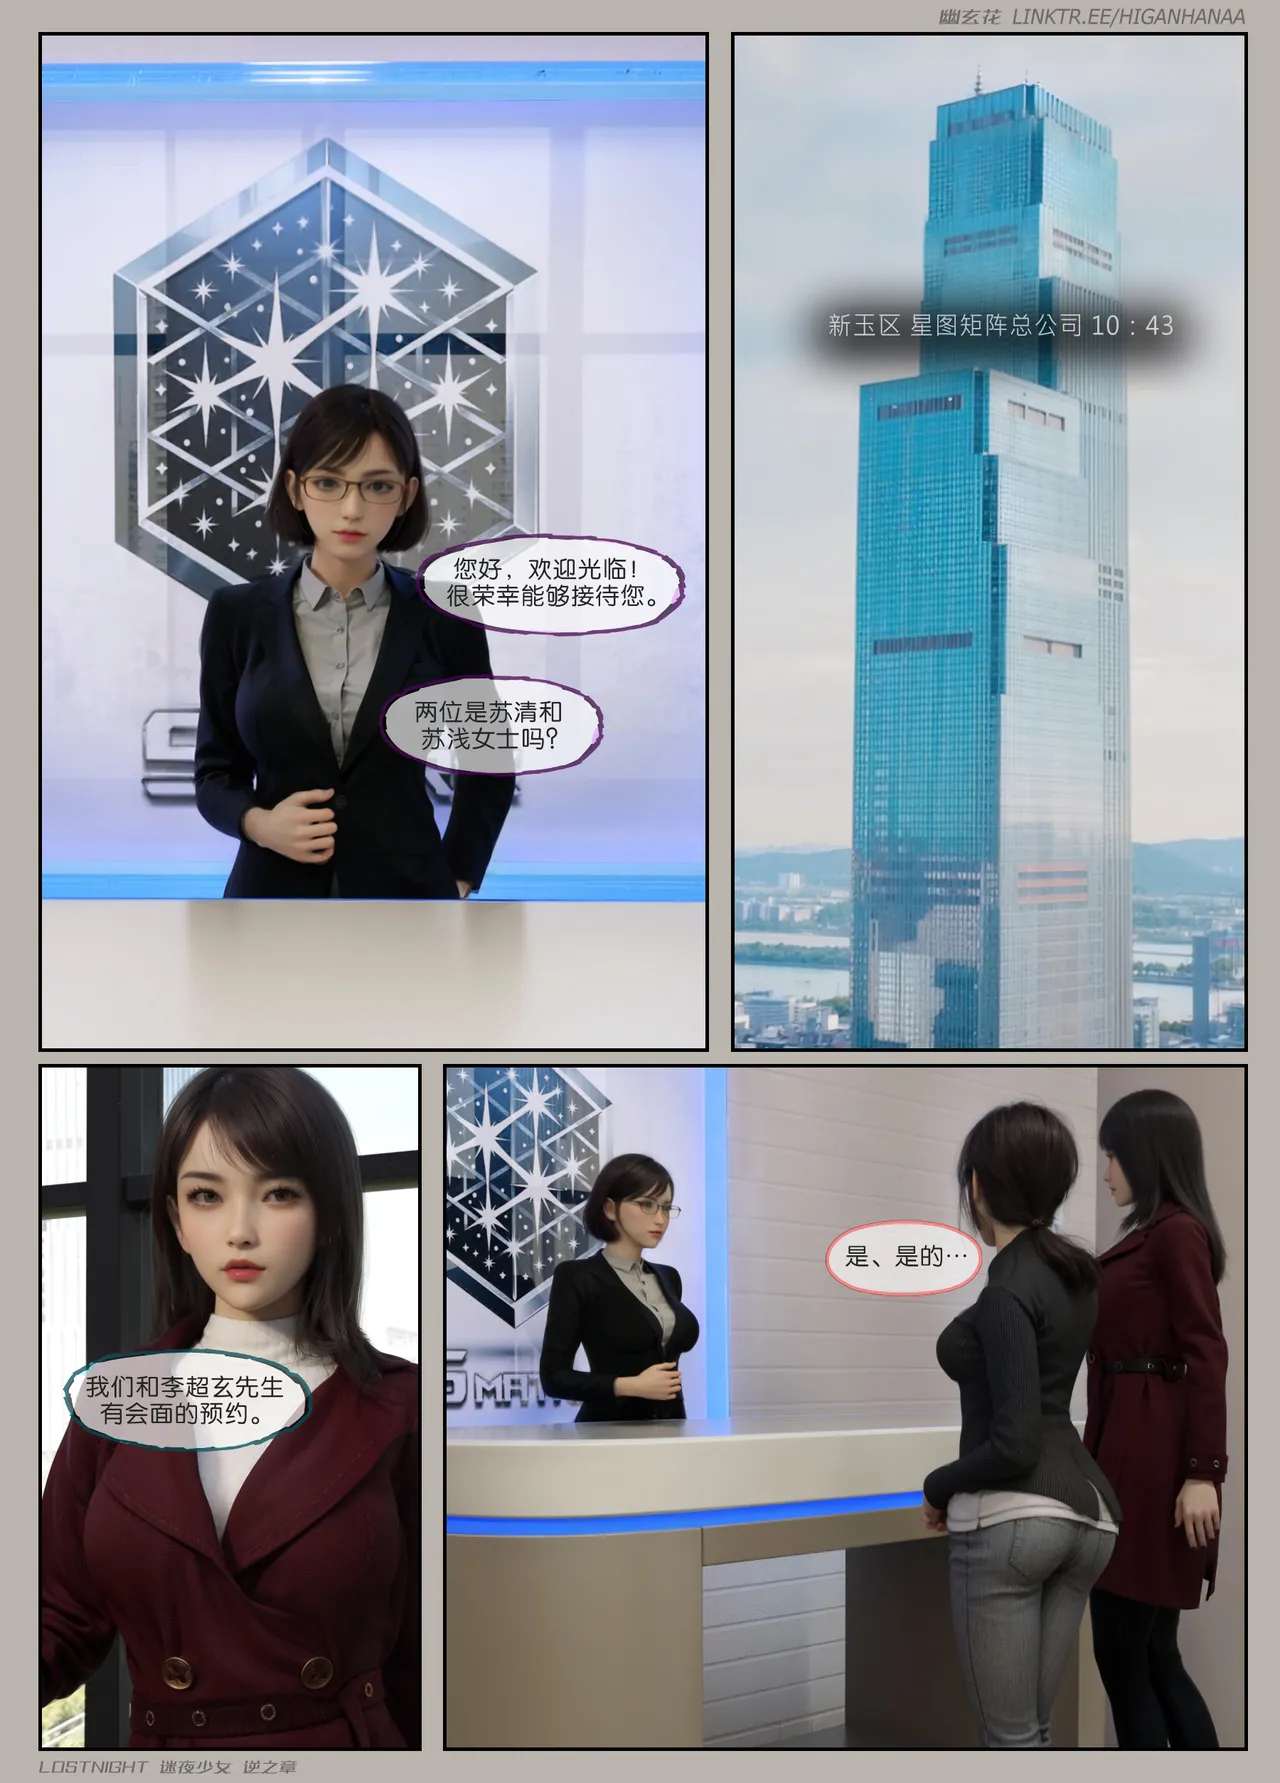 幽玄花 LINKTR.EE/HIGANHANAA
新玉区 星图矩阵总公司 10：43
您好，欢迎光临！
很荣幸能够接待您。
两位是苏清和
苏浅女士吗？
是、是的…
我们和李超玄先生
有会面的预约。
LOSTNIGHT 迷夜少女 逆之章